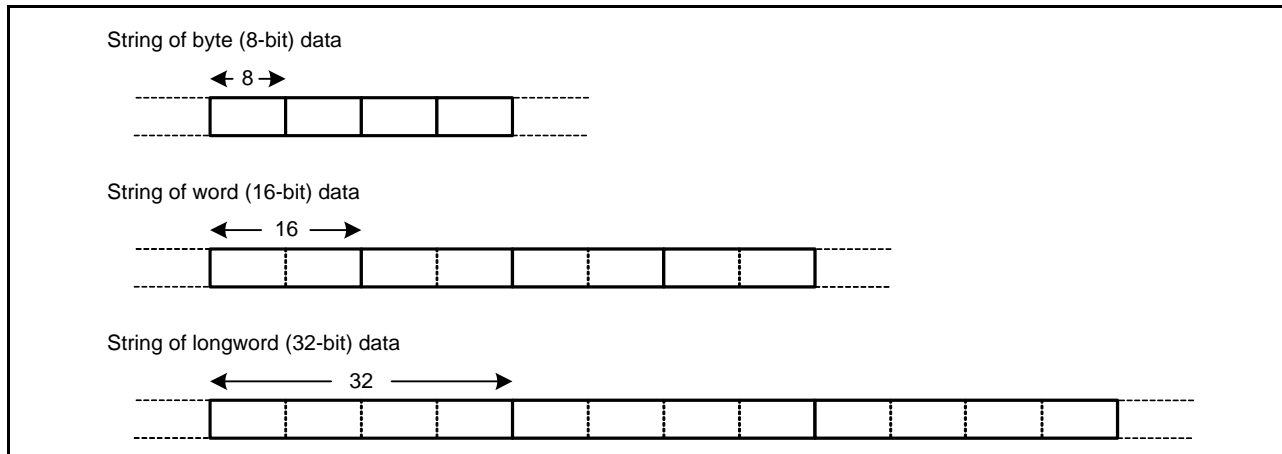 String of byte (8-bit) data
8
String of word (16-bit) data
16
String of longword (32-bit) data
32